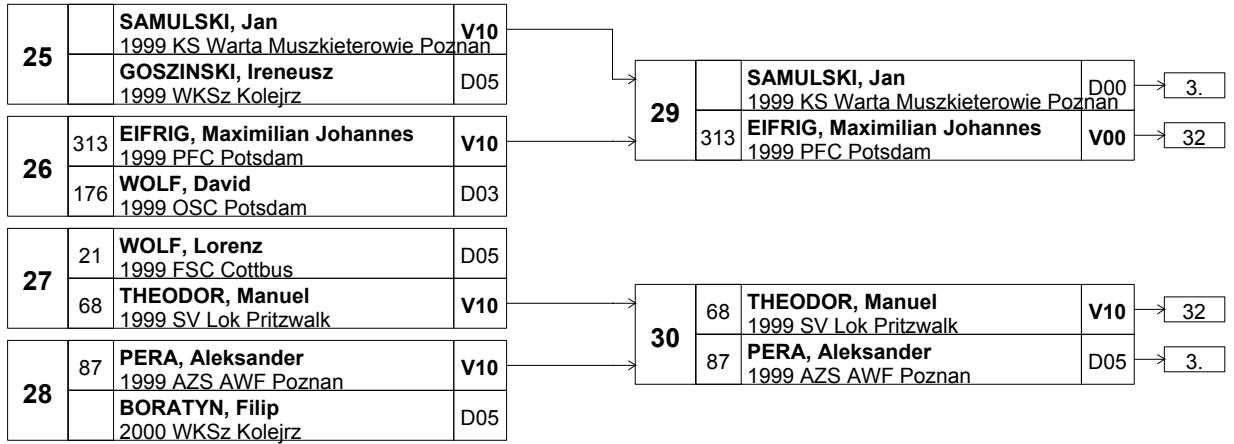 25
SAMULSKI, Jan
1999 KS Warta Muszkieterowie Poznan
V10
GOSZINSKI, Ireneusz
1999 WKSz Kolejrz
D05
26
313
EIFRIG, Maximilian Johannes
1999 PFC Potsdam
V10
176
WOLF, David
1999 OSC Potsdam
D03
27
21
WOLF, Lorenz
1999 FSC Cottbus
D05
68
THEODOR, Manuel
1999 SV Lok Pritzwalk
V10
28
87
PERA, Aleksander
1999 AZS AWF Poznan
V10
BORATYN, Filip
2000 WKSz Kolejrz
D05
29
SAMULSKI, Jan
1999 KS Warta Muszkieterowie Poznan
D00
3.
313
EIFRIG, Maximilian Johannes
1999 PFC Potsdam
V00
32
30
68
THEODOR, Manuel
1999 SV Lok Pritzwalk
V10
32
87
PERA, Aleksander
1999 AZS AWF Poznan
D05
3.